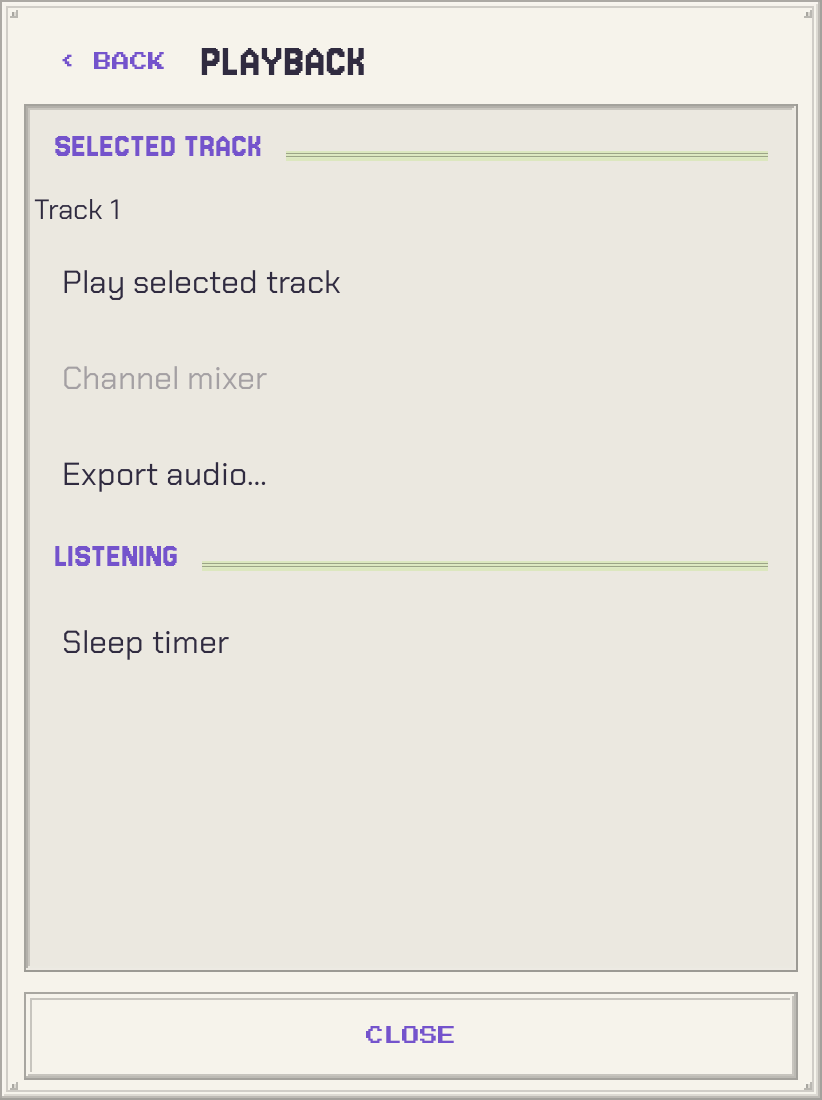 ‹ BACK PLAYBACK
SELECTED TRACK
Track 1
Play selected track
Channel mixer
Export audio...
LISTENING
Sleep timer
CLOSE